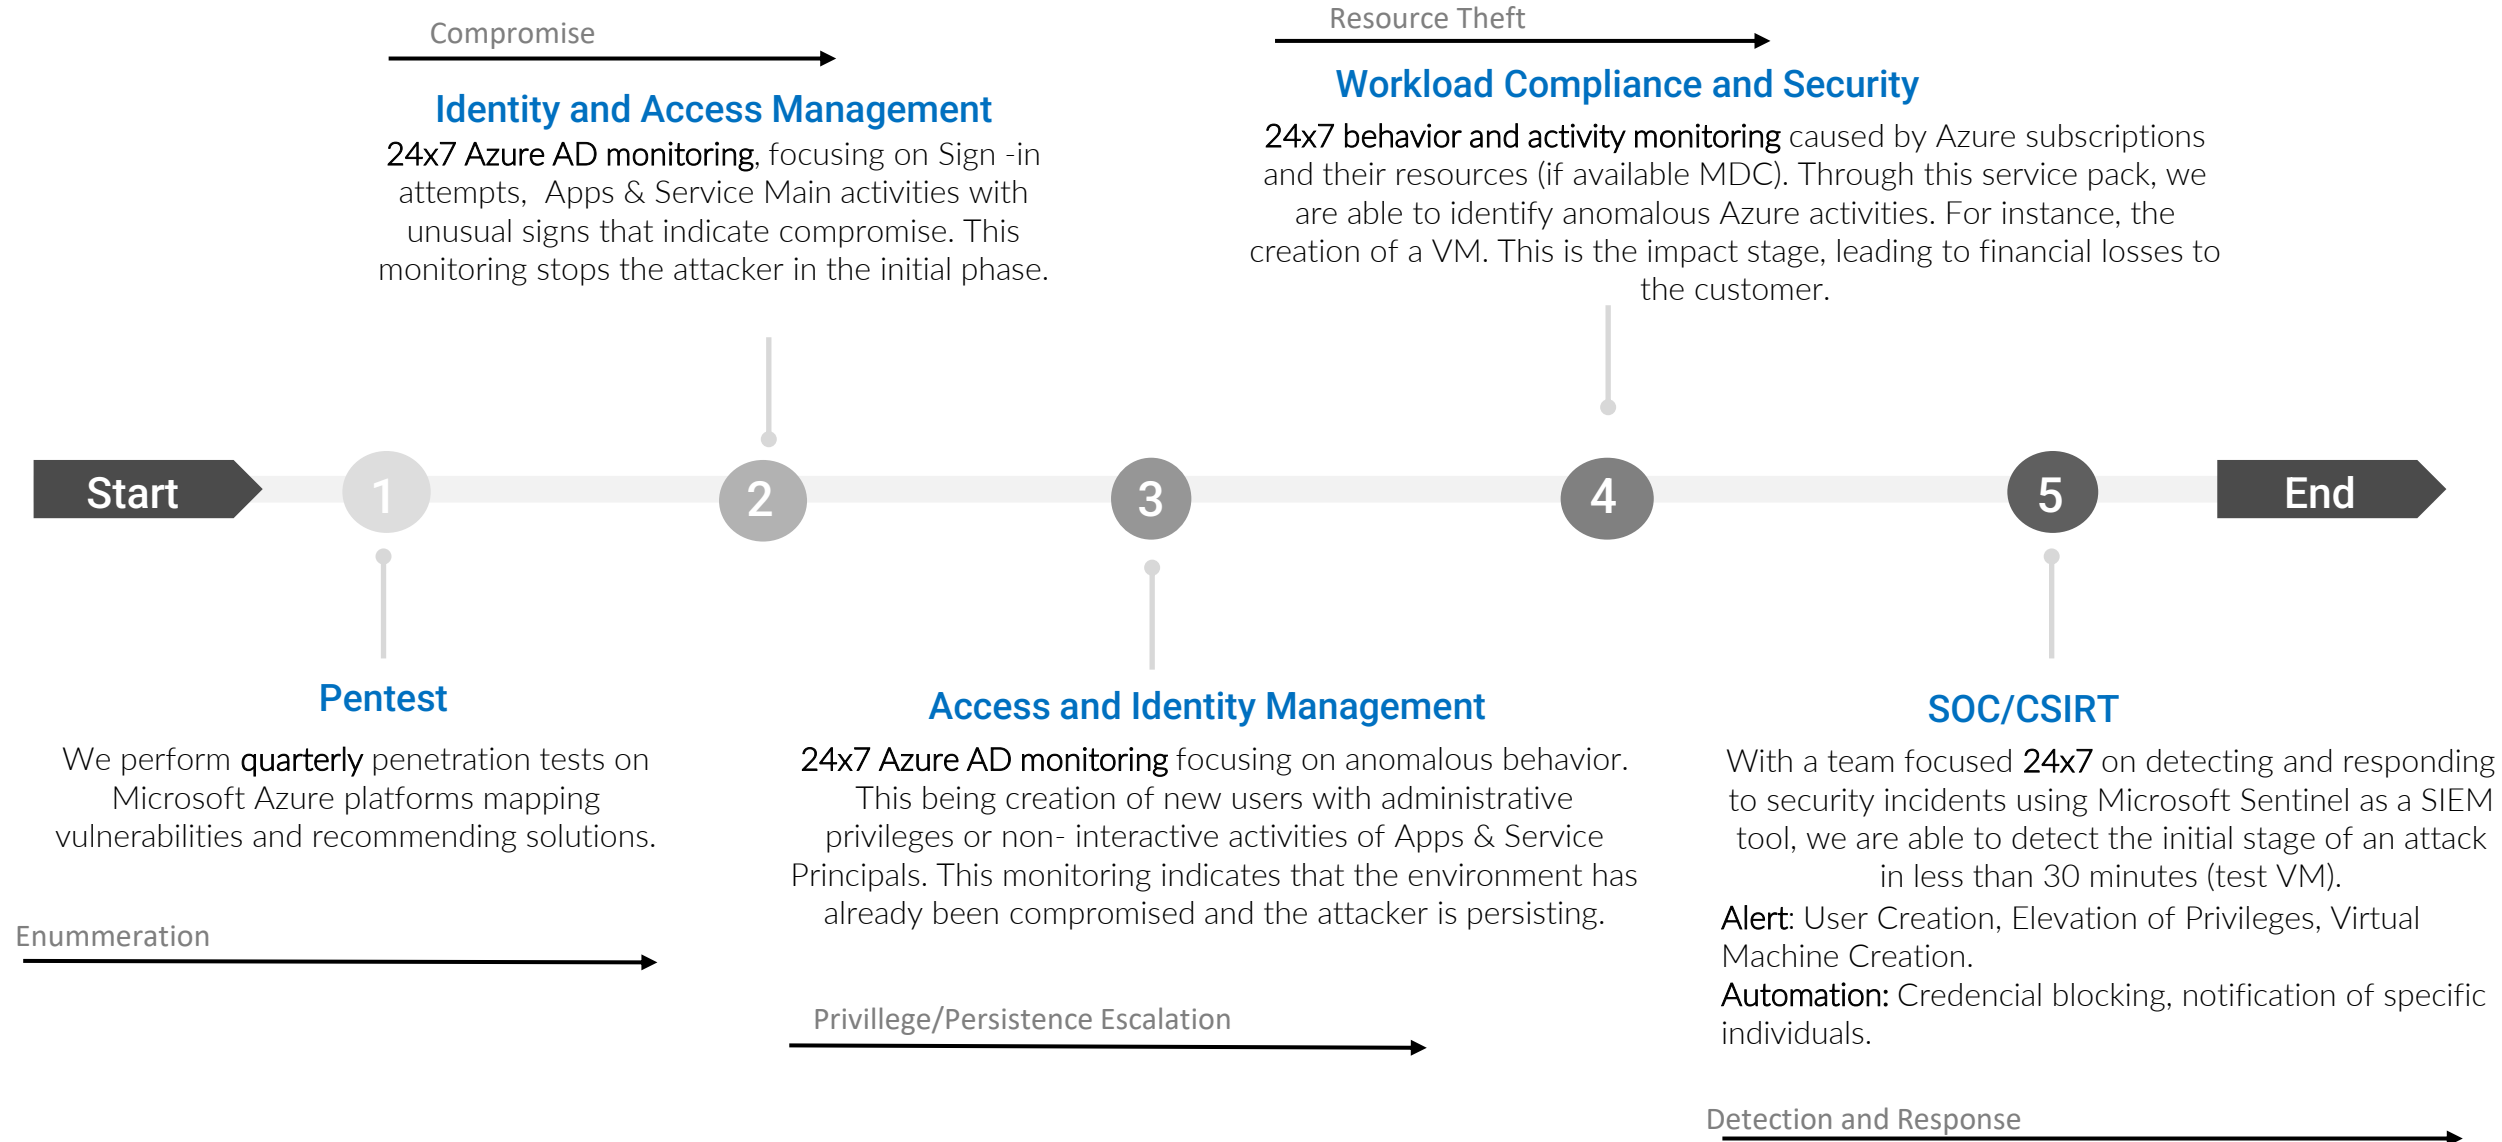 Compromise
Identity and Access Management
24x7 Azure AD monitoring, focusing on Sign -in
attempts,  Apps & Service Main activities with
unusual signs that indicate compromise. This
monitoring stops the attacker in the initial phase.
Resource Theft
Workload Compliance and Security
24x7 behavior and activity monitoring caused by Azure subscriptions
and their resources (if available MDC). Through this service pack, we
are able to identify anomalous Azure activities. For instance, the
creation of a VM. This is the impact stage, leading to financial losses to
the customer.
Start
1
2
3
4
5
End
Pentest
We perform quarterly penetration tests on
Microsoft Azure platforms mapping
vulnerabilities and recommending solutions.
Enummeration
Access and Identity Management
24x7 Azure AD monitoring focusing on anomalous behavior.
This being creation of new users with administrative
privileges or non- interactive activities of Apps & Service
Principals. This monitoring indicates that the environment has
already been compromised and the attacker is persisting.
Privillege/Persistence Escalation
SOC/CSIRT
With a team focused 24x7 on detecting and responding
to security incidents using Microsoft Sentinel as a SIEM
tool, we are able to detect the initial stage of an attack
in less than 30 minutes (test VM).
Alert: User Creation, Elevation of Privileges, Virtual
Machine Creation.
Automation: Credencial blocking, notification of specific
individuals.
Detection and Response